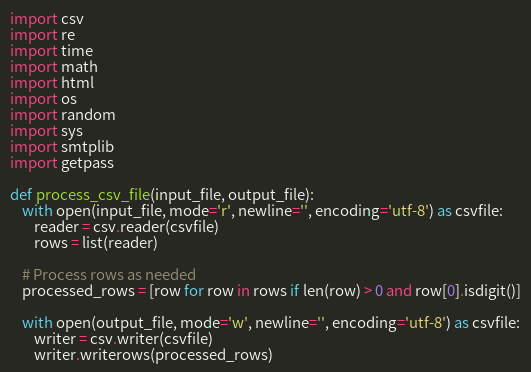 import csv
import re
import time
import math
import html
import os
import random
import sys
import smtplib
import getpass

def process_csv_file(input_file, output_file):
    with open(input_file, mode='r', newline='', encoding='utf-8') as csvfile:
        reader = csv.reader(csvfile)
        rows = list(reader)

    # Process rows as needed
    processed_rows = [row for row in rows if len(row) > 0 and row[0].isdigit()]

    with open(output_file, mode='w', newline='', encoding='utf-8') as csvfile:
        writer = csv.writer(csvfile)
        writer.writerows(processed_rows)